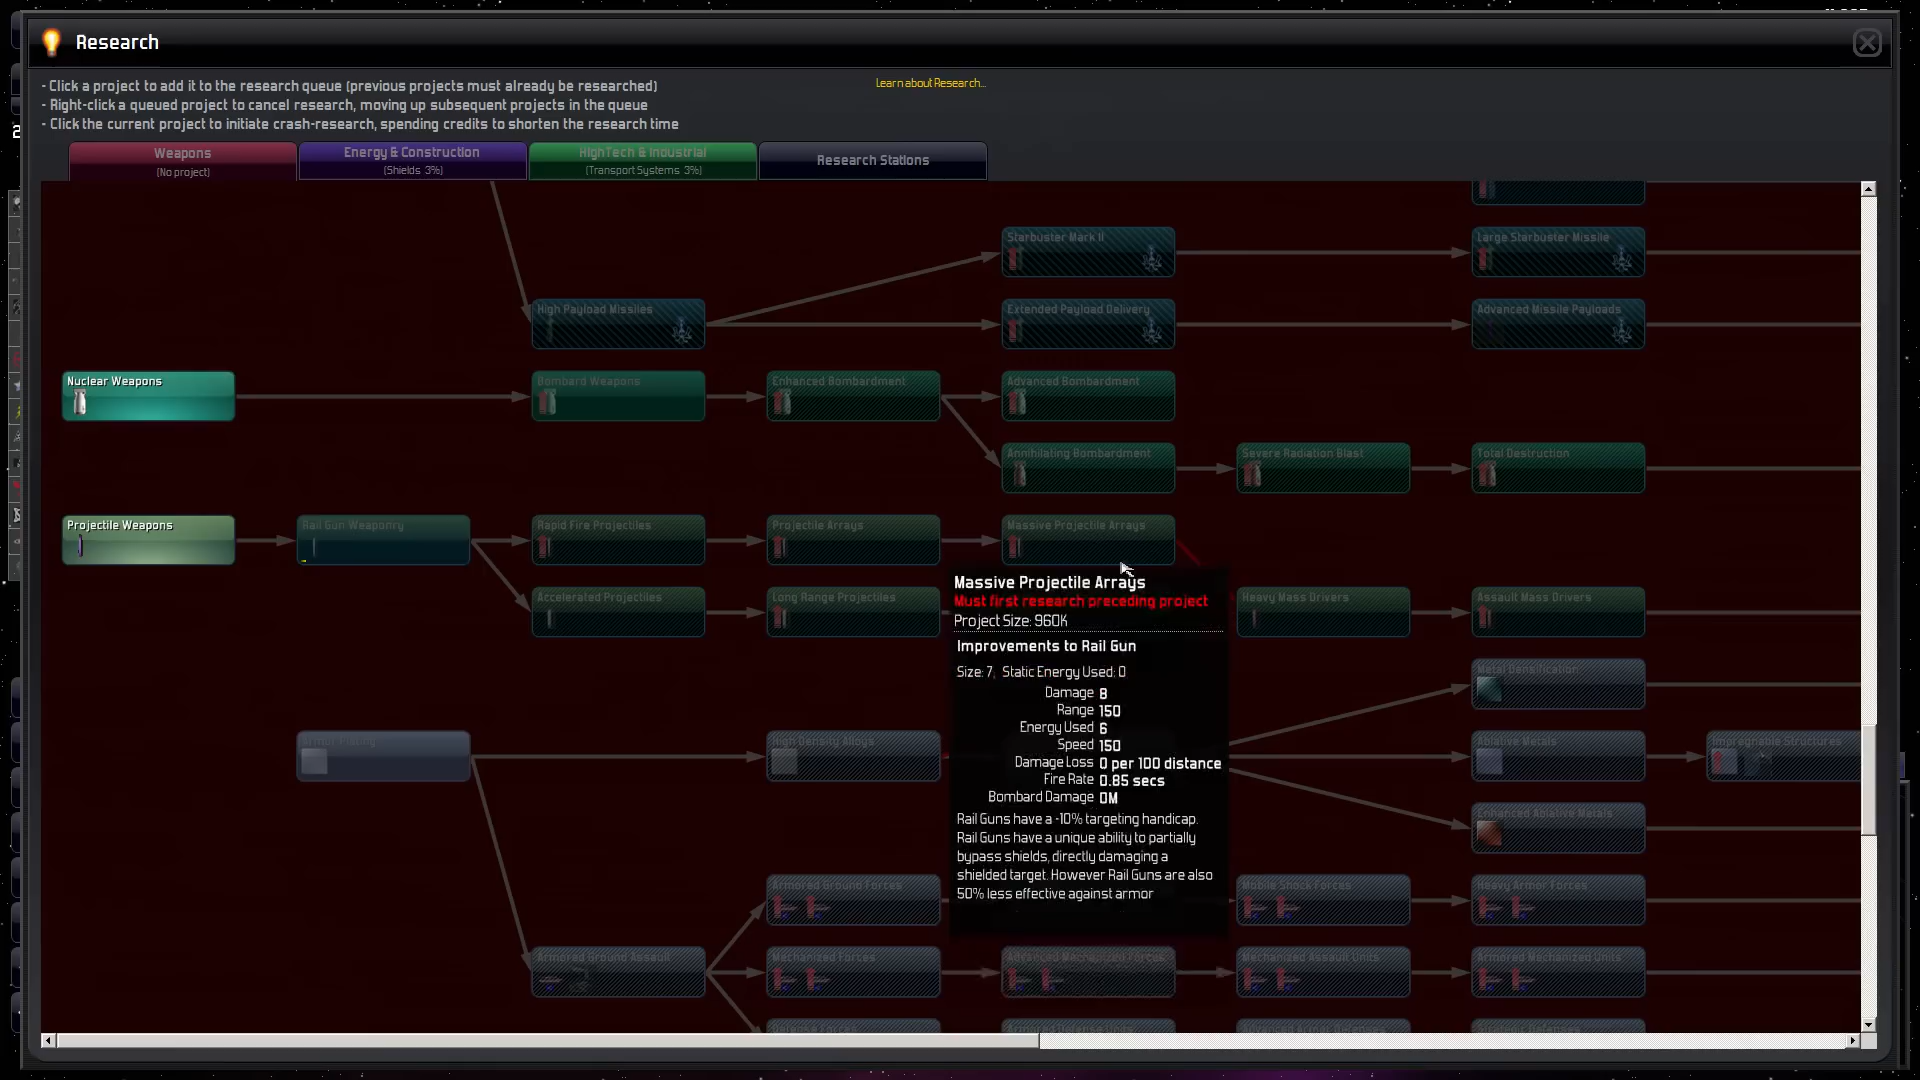 Research
- Click a project to add it to the research queue (previous projects must already be researched)
- Right-click a queued project to cancel research, moving up subsequent projects in the queue
- Click the current project to initiate crash-research, spending credits to shorten the research time
Learn about Research...
Weapons
(No project)
Energy & Construction
(Shields 3%)
HighTech & Industrial
(Transport Systems 3%)
Research Stations
Starbuster Mark II
Large Starbuster Missile
High Payload Missiles
Extended Payload Delivery
Advanced Missile Payloads
Nuclear Weapons
Bombard Weapons
Enhanced Bombardment
Advanced Bombardment
Annihilating Bombardment
Severe Radiation Blast
Total Destruction
Projectile Weapons
Rail Gun Weaponry
Rapid Fire Projectiles
Projectile Arrays
Massive Projectile Arrays
Accelerated Projectiles
Long Range Projectiles
Heavy Mass Drivers
Assault Mass Drivers
Massive Projectile Arrays
Must first research preceding project
Project Size: 960K
Improvements to Rail Gun
Size: 7, Static Energy Used: 0
Damage 8
Range 150
Energy Used 6
Speed 150
Damage Loss 0 per 100 distance
Fire Rate 0.85 secs
Bombard Damage 0M
Rail Guns have a -10% targeting handicap.
Rail Guns have a unique ability to partially
bypass shields, directly damaging a
shielded target. However Rail Guns are also
50% less effective against armor
Metal Densification
Armor Plating
High Density Alloys
Ablative Metals
Impregnable Structures
Enhanced Ablative Metals
Armored Ground Forces
Mobile Shock Forces
Heavy Armor Forces
Armored Ground Assault
Mechanized Forces
Advanced Mechanized Forces
Mechanized Assault Units
Armored Mechanized Units
Defense Forces
Armored Defense Units